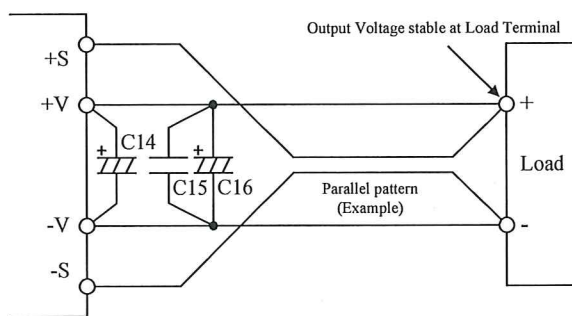 Output Voltage stable at Load Terminal
+S
+V
+
+
+
C14
C15
C16
Load
Parallel pattern
(Example)
-V
-
-S